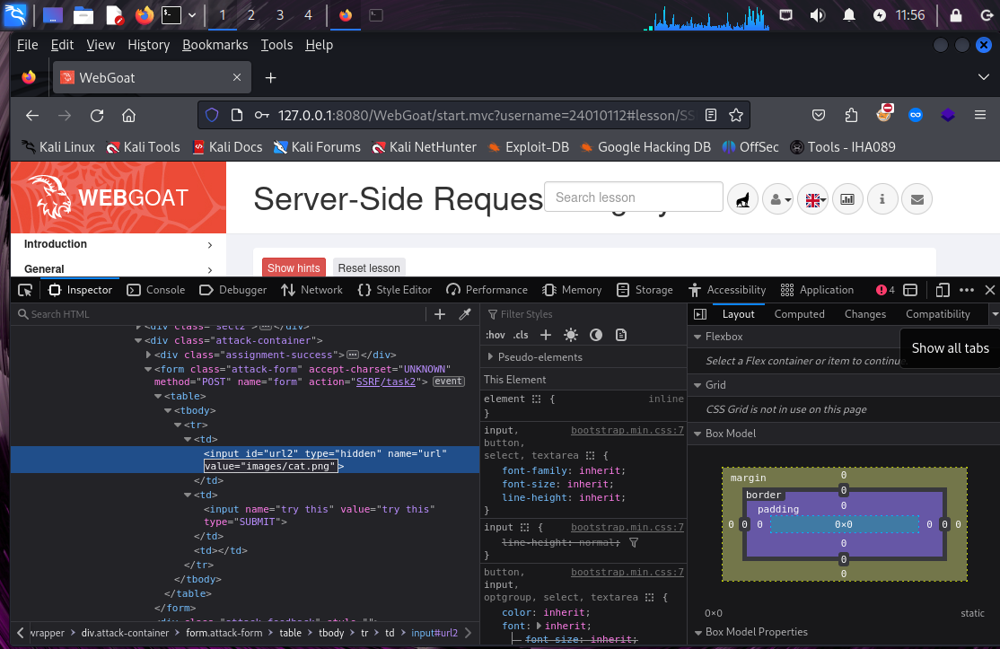 1 2 3 4 11:56
File Edit View History Bookmarks Tools Help
WebGoat
127.0.0.1:8080/WebGoat/start.mvc?username=24010112#lesson/SS
Kali Linux Kali Tools Kali Docs Kali Forums Kali NetHunter Exploit-DB Google Hacking DB OffSec Tools - IHA089
WEBGOAT Server-Side Reques Search lesson
Introduction
General
Show hints Reset lesson
Inspector Console Debugger Network Style Editor Performance Memory Storage Accessibility Application 4
Search HTML
<div class="attack-container">
<div class="assignment-success"> </div>
<form class="attack-form" accept-charset="UNKNOWN"
method="POST" name="form" action="SSRF/task2"> event
<table>
<tbody>
<tr>
<td>
<input id="url2" type="hidden" name="url"
value="images/cat.png">
</td>
<td>
<input name="try this" value="try this"
type="SUBMIT">
</td>
<td></td>
</tr>
</tbody>
</table>
</form>
wrapper div.attack-container form.attack-form table tbody tr td input#url2
Filter Styles
:hov .cls
Pseudo-elements
This Element
element { inline
}
input, bootstrap.min.css:7
button,
select, textarea {
font-family: inherit;
font-size: inherit;
line-height: inherit;
}
input { bootstrap.min.css:7
line-height: normal;
}
button, bootstrap.min.css:7
input,
optgroup, select, textarea {
color: inherit;
font: inherit;
font-size: inherit;
Layout Computed Changes Compatibility
Flexbox
Show all tabs
Select a Flex container or item to continu
Grid
CSS Grid is not in use on this page
Box Model
margin 0
border 0
padding 0
0 0 0 0×0 0 0 0
0
0
0
0×0 static
Box Model Properties